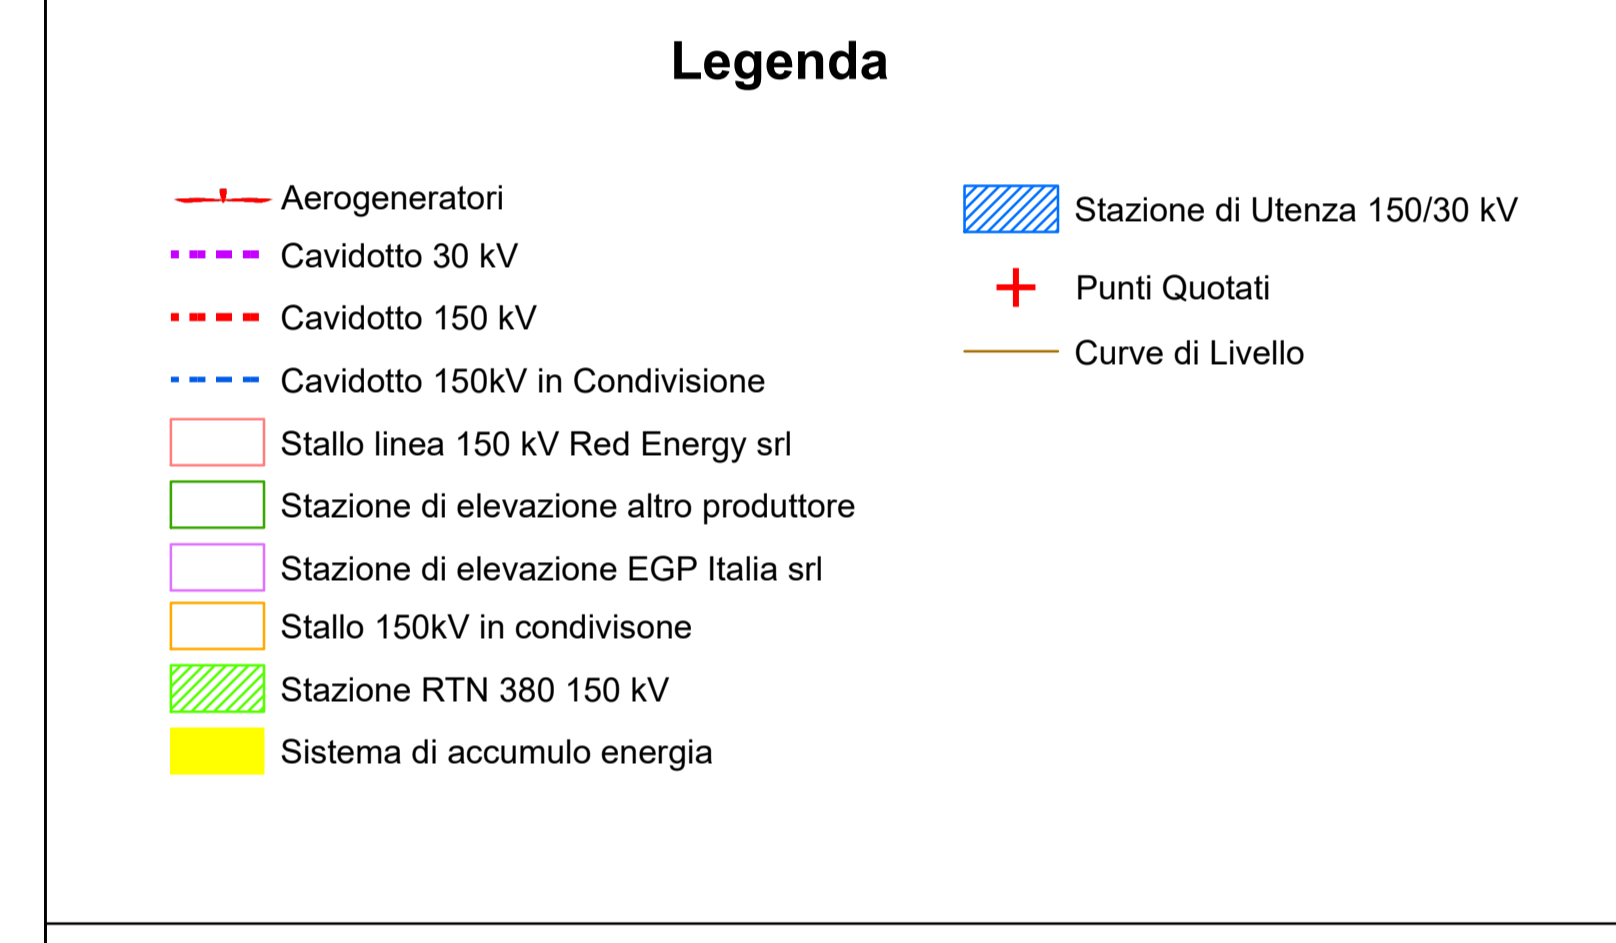 Legenda
Aerogeneratori
Cavidotto 30 kV
Cavidotto 150 kV
Cavidotto 150kV in Condivisione
Stallo linea 150 kV Red Energy srl
Stazione di elevazione altro produttore
Stazione di elevazione EGP Italia srl
Stallo 150kV in condivisone
Stazione RTN 380 150 kV
Sistema di accumulo energia
Stazione di Utenza 150/30 kV
Punti Quotati
Curve di Livello